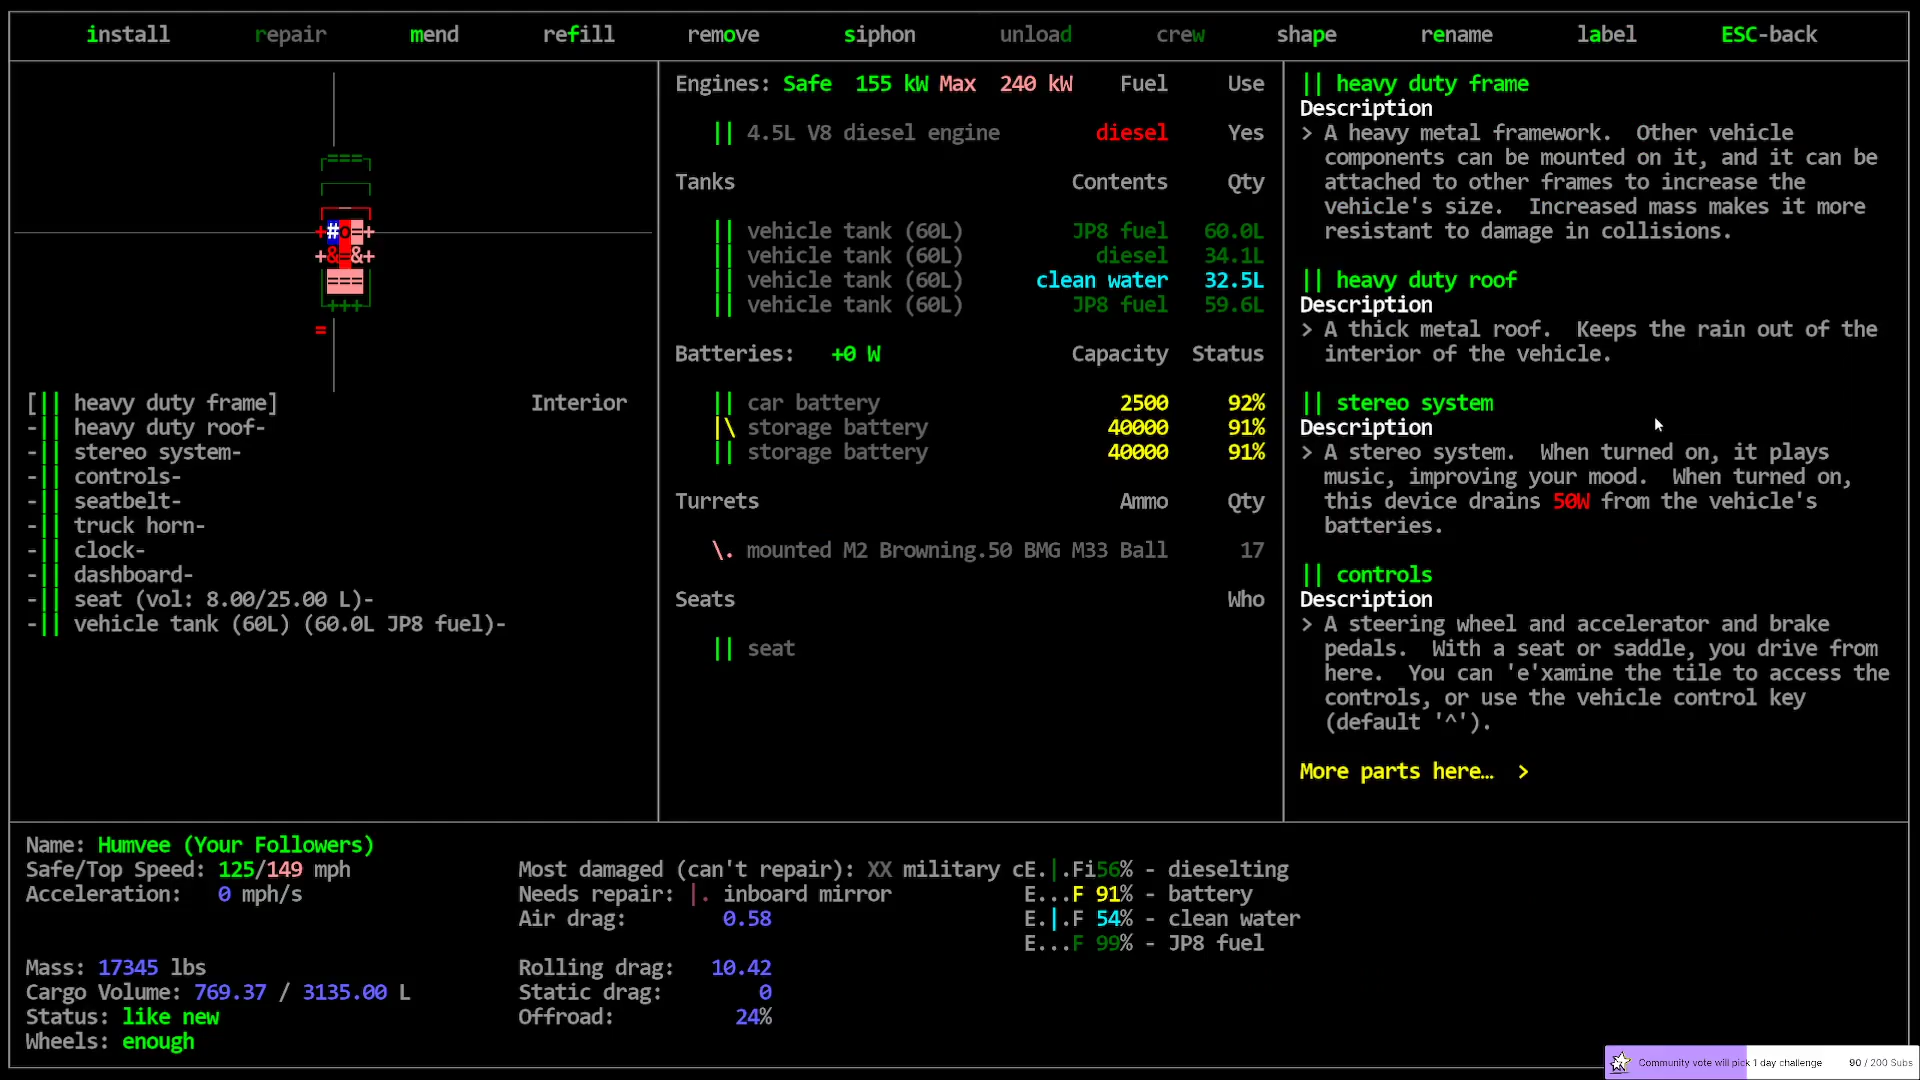 install repair mend refill remove siphon unload crew shape rename label ESC-back
Engines: Safe 155 kW Max 240 kW Fuel Use
|| 4.5L V8 diesel engine diesel Yes
Tanks Contents Qty
|| vehicle tank (60L) JP8 fuel 60.0L
|| vehicle tank (60L) diesel 34.1L
|| vehicle tank (60L) clean water 32.5L
|| vehicle tank (60L) JP8 fuel 59.6L
Batteries: +0 W Capacity Status
|| car battery 2500 92%
|\ storage battery 40000 91%
|| storage battery 40000 91%
Turrets Ammo Qty
\. mounted M2 Browning.50 BMG M33 Ball 17
Seats Who
|| seat
[|| heavy duty frame] Interior
-|| heavy duty roof-
-|| stereo system-
-|| controls-
-|| seatbelt-
-|| truck horn-
-|| clock-
-|| dashboard-
-|| seat (vol: 8.00/25.00 L)-
-|| vehicle tank (60L) (60.0L JP8 fuel)-
|| heavy duty frame
Description
> A heavy metal framework. Other vehicle
components can be mounted on it, and it can be
attached to other frames to increase the
vehicle's size. Increased mass makes it more
resistant to damage in collisions.
|| heavy duty roof
Description
> A thick metal roof. Keeps the rain out of the
interior of the vehicle.
|| stereo system
Description
> A stereo system. When turned on, it plays
music, improving your mood. When turned on,
this device drains 50W from the vehicle's
batteries.
|| controls
Description
> A steering wheel and accelerator and brake
pedals. With a seat or saddle, you drive from
here. You can 'e'xamine the tile to access the
controls, or use the vehicle control key
(default '^').
More parts here… >
Name: Humvee (Your Followers)
Safe/Top Speed: 125/149 mph
Acceleration: 0 mph/s
Mass: 17345 lbs
Cargo Volume: 769.37 / 3135.00 L
Status: like new
Wheels: enough
Most damaged (can't repair): XX military cE.|.Fi56% - dieselting
Needs repair: |. inboard mirror E...F 91% - battery
Air drag: 0.58 E.|.F 54% - clean water
E...F 99% - JP8 fuel
Rolling drag: 10.42
Static drag: 0
Offroad: 24%
Community vote will pick 1 day challenge 90 / 200 Subs